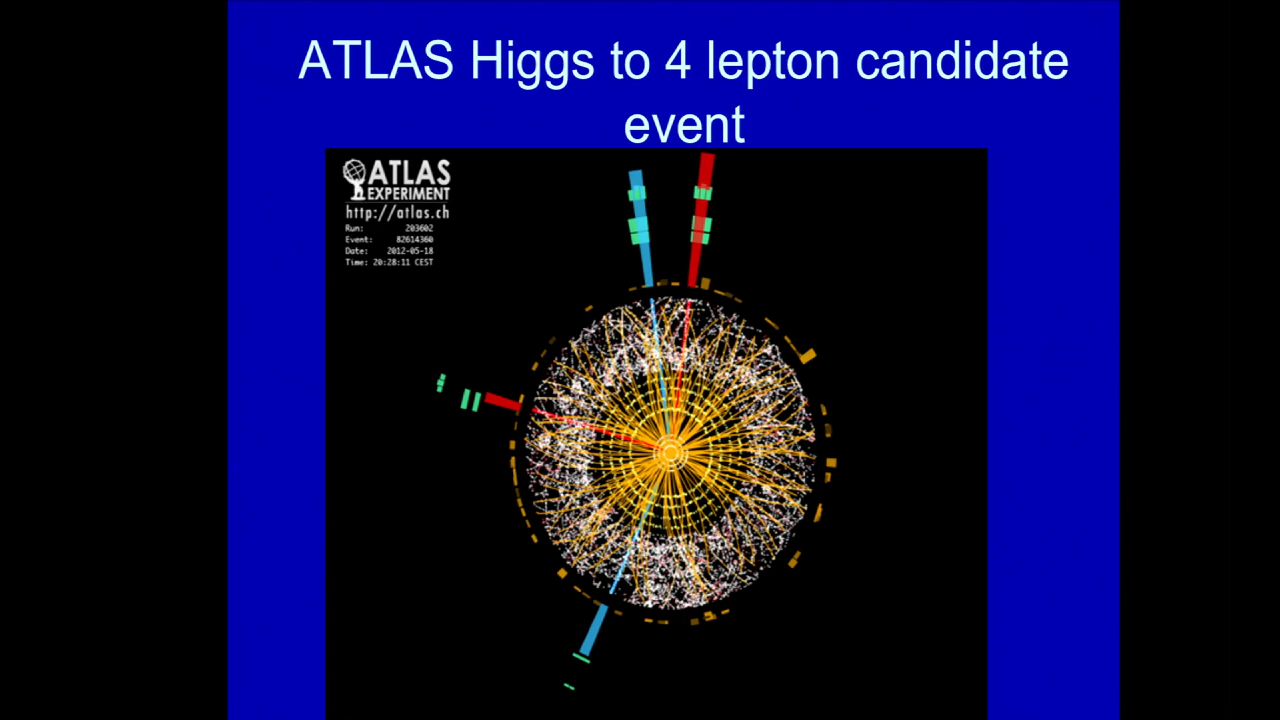 ATLAS Higgs to 4 lepton candidate
event
ATLAS
EXPERIMENT
http://atlas.ch
Run: 203602
Event: 82614360
Date: 2012-05-18
Time: 20:28:11 CEST